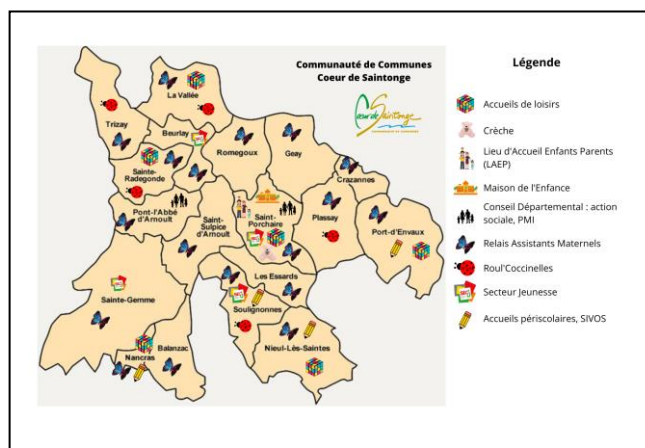 Communauté de Communes
Coeur de Saintonge
Légende
Accueils de loisirs
Crèche
Lieu d'Accueil Enfants Parents
(LAEP)
Maison de l'Enfance
Conseil Départemental : action
sociale, PMI
Relais Assistants Maternels
Roul'Coccinelles
Secteur Jeunesse
Accueils périscolaires, SIVOS
La Vallée
Trizay
Beurlay
Romegoux
Geay
Crazannes
Sainte-
Radegonde
Pont-l'Abbé
d'Arnoult
Saint-
Sulpice
d'Arnoult
Saint-
Porchaire
Plassay
Port-d'Envaux
Les Essards
Sainte-Gemme
Soulignonnes
Nancras
Balanzac
Nieul-Lès-Saintes
Cœur de Saintonge